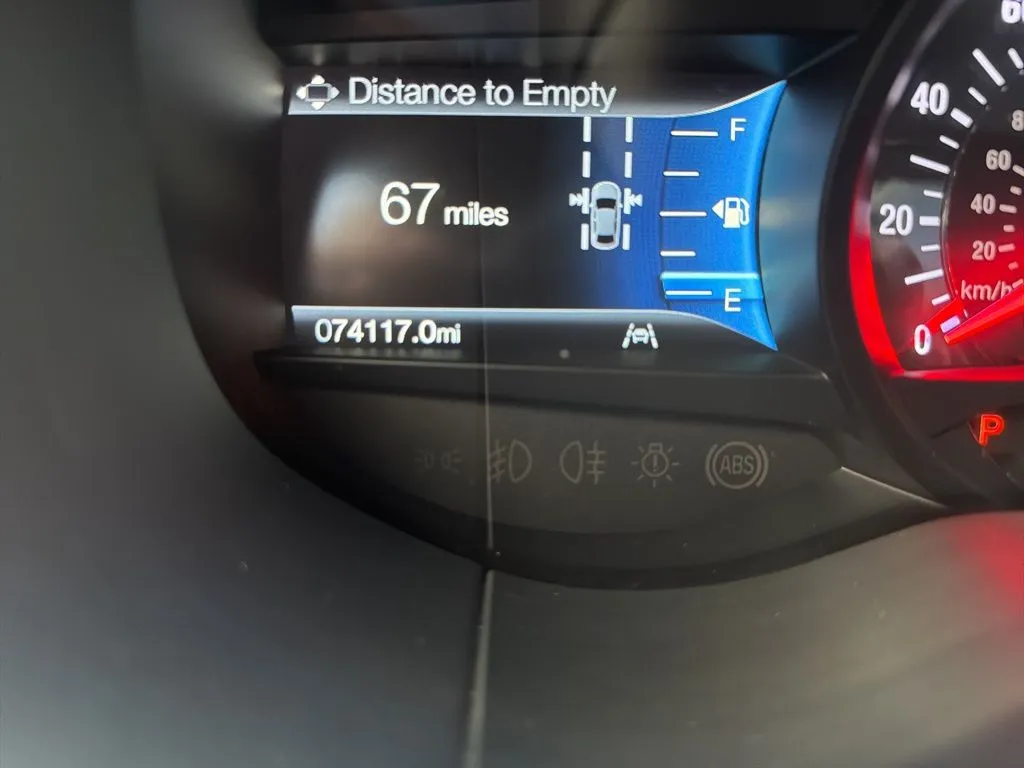 Distance to Empty
F
67 miles
E
074117.0mi
40
20
0
60
40
20
km/h
P
ABS